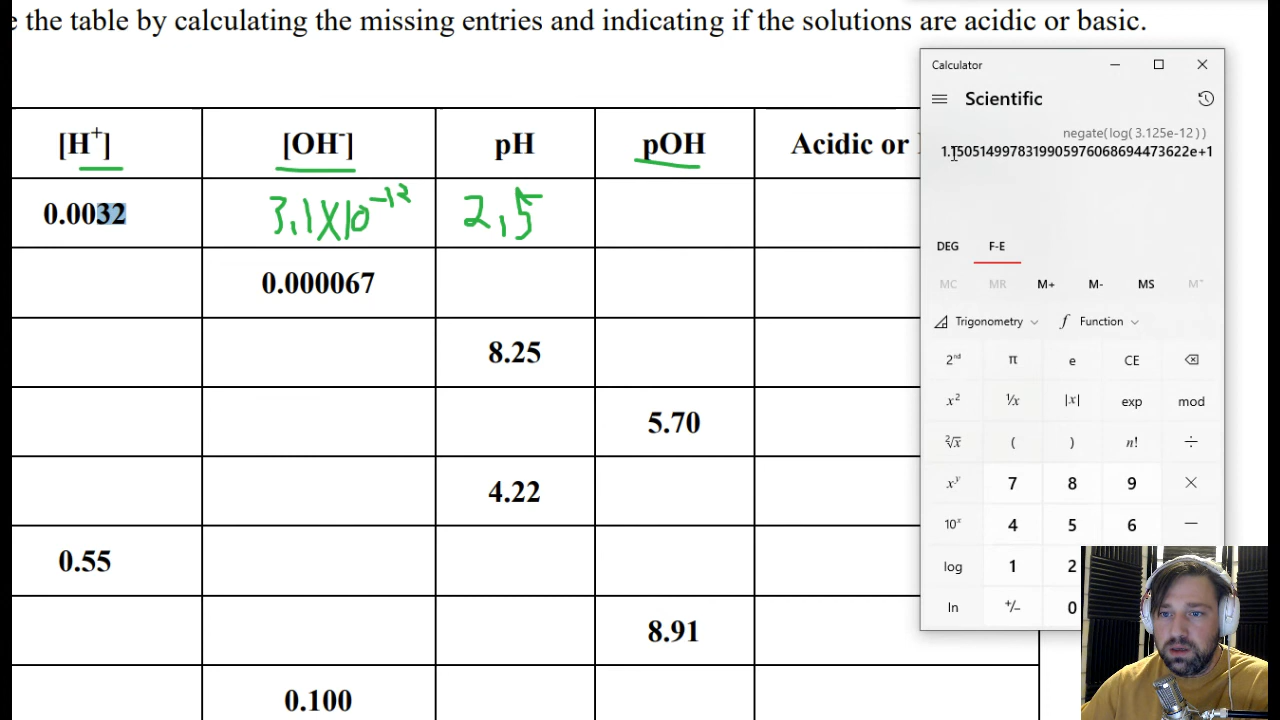 e the table by calculating the missing entries and indicating if the solutions are acidic or basic.
[H⁺] [OH⁻] pH pOH Acidic or
0.0032 3.1X10⁻¹² 2,5
0.000067
8.25
5.70
4.22
0.55
8.91
0.100
Calculator
Scientific
negate( log( 3.125e-12 ) )
1.1505149978319905976068694473622e+1
DEG F-E
MC MR M+ M- MS M˅
Trigonometry f Function
2ⁿᵈ π e CE
x² ¹/x |x| exp mod
²√x ( ) n! ÷
xʸ 7 8 9 ×
10ˣ 4 5 6 −
log 1 2
ln +/− 0